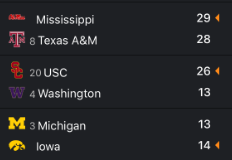 Mississippi 29
8 Texas A&M 28
20 USC 26
4 Washington 13
3 Michigan 13
Iowa 14